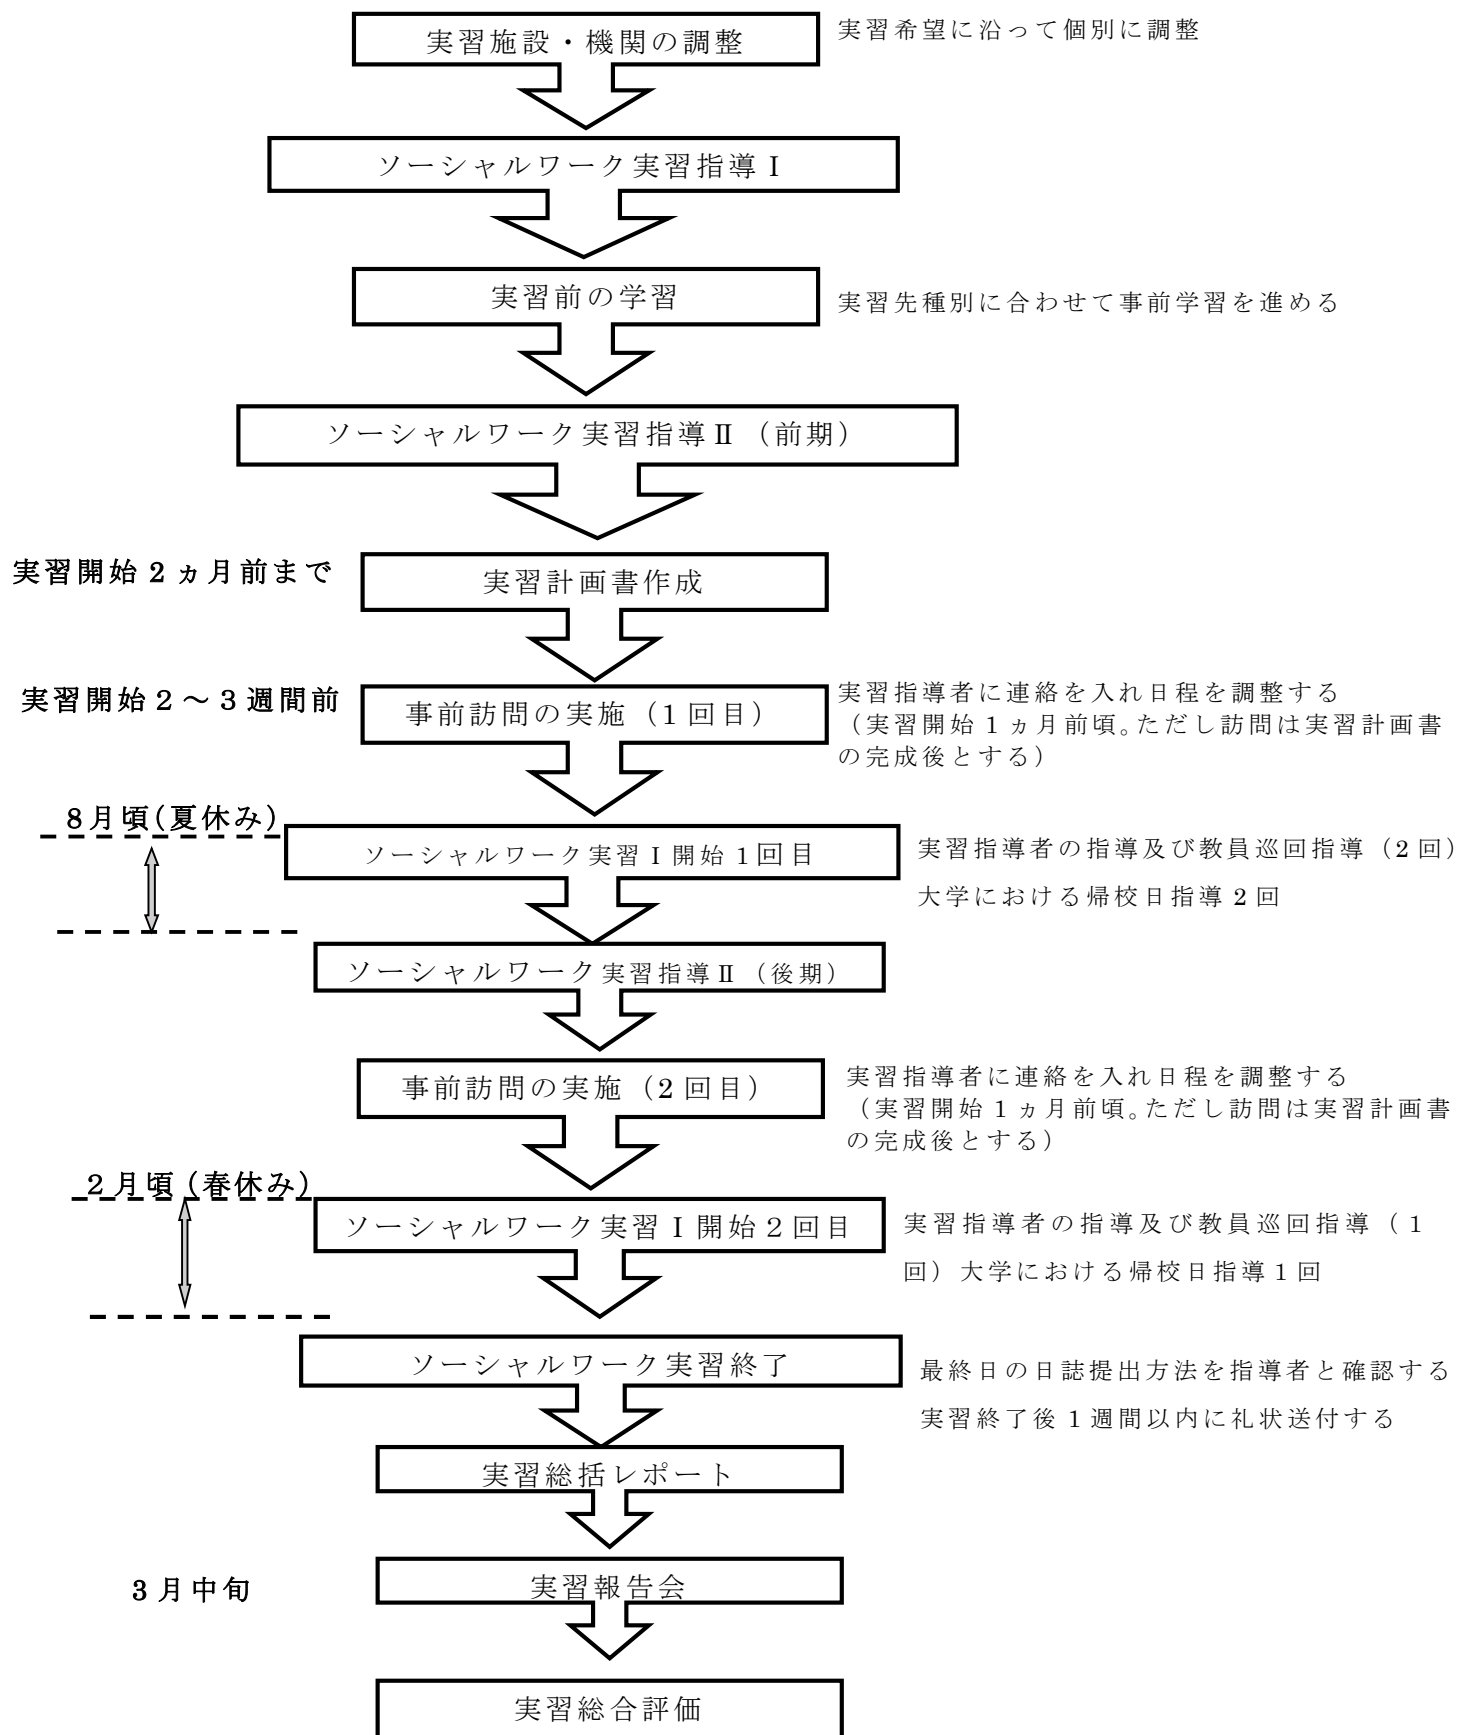 実習施設・機関の調整
実習希望に沿って個別に調整
ソーシャルワーク実習指導Ⅰ
実習前の学習
実習先種別に合わせて事前学習を進める
ソーシャルワーク実習指導Ⅱ（前期）
実習開始2ヵ月前まで
実習計画書作成
実習開始２～３週間前
事前訪問の実施（1回目）
実習指導者に連絡を入れ日程を調整する
（実習開始1ヵ月前頃。ただし訪問は実習計画書
の完成後とする）
8月頃(夏休み)
ソーシャルワーク実習Ⅰ開始1回目
実習指導者の指導及び教員巡回指導（2回）
大学における帰校日指導2回
ソーシャルワーク実習指導Ⅱ（後期）
事前訪問の実施（2回目）
実習指導者に連絡を入れ日程を調整する
（実習開始1ヵ月前頃。ただし訪問は実習計画書
の完成後とする）
2月頃(春休み)
ソーシャルワーク実習Ⅰ開始２回目
実習指導者の指導及び教員巡回指導（1
回）大学における帰校日指導1回
ソーシャルワーク実習終了
最終日の日誌提出方法を指導者と確認する
実習終了後1週間以内に礼状送付する
実習総括レポート
3月中旬
実習報告会
実習総合評価